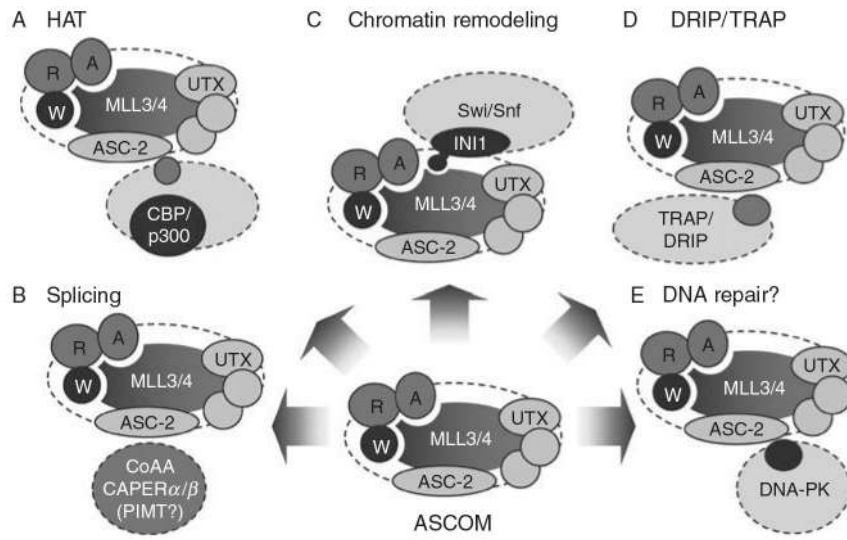 A HAT
R
A
UTX
W
MLL3/4
ASC-2
CBP/
p300
B Splicing
R
A
UTX
W
MLL3/4
ASC-2
CoAA
CAPERα/β
(PIMT?)
C Chromatin remodeling
Swi/Snf
INI1
R
A
UTX
W
MLL3/4
ASC-2
R
A
UTX
W
MLL3/4
ASC-2
ASCOM
D DRIP/TRAP
R
A
UTX
W
MLL3/4
ASC-2
TRAP/
DRIP
E DNA repair?
R
A
UTX
W
MLL3/4
ASC-2
DNA-PK